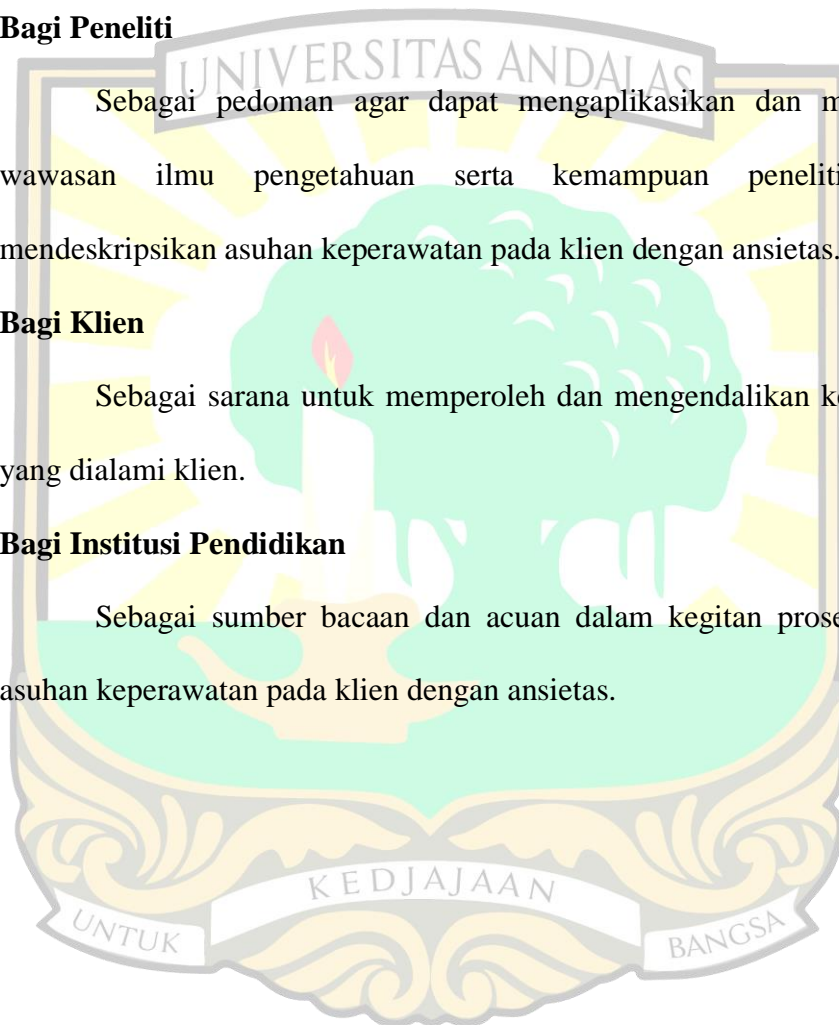 Bagi Peneliti
UNIVERSITAS ANDALAS
Sebagai pedoman agar dapat mengaplikasikan dan
wawasan ilmu pengetahuan serta kemampuan peneliti
mendeskripsikan asuhan keperawatan pada klien dengan ansietas.
Bagi Klien
Sebagai sarana untuk memperoleh dan mengendalikan
yang dialami klien.
Bagi Institusi Pendidikan
Sebagai sumber bacaan dan acuan dalam kegitan
asuhan keperawatan pada klien dengan ansietas.
UNTUK KEDJAJAAN BANGSA